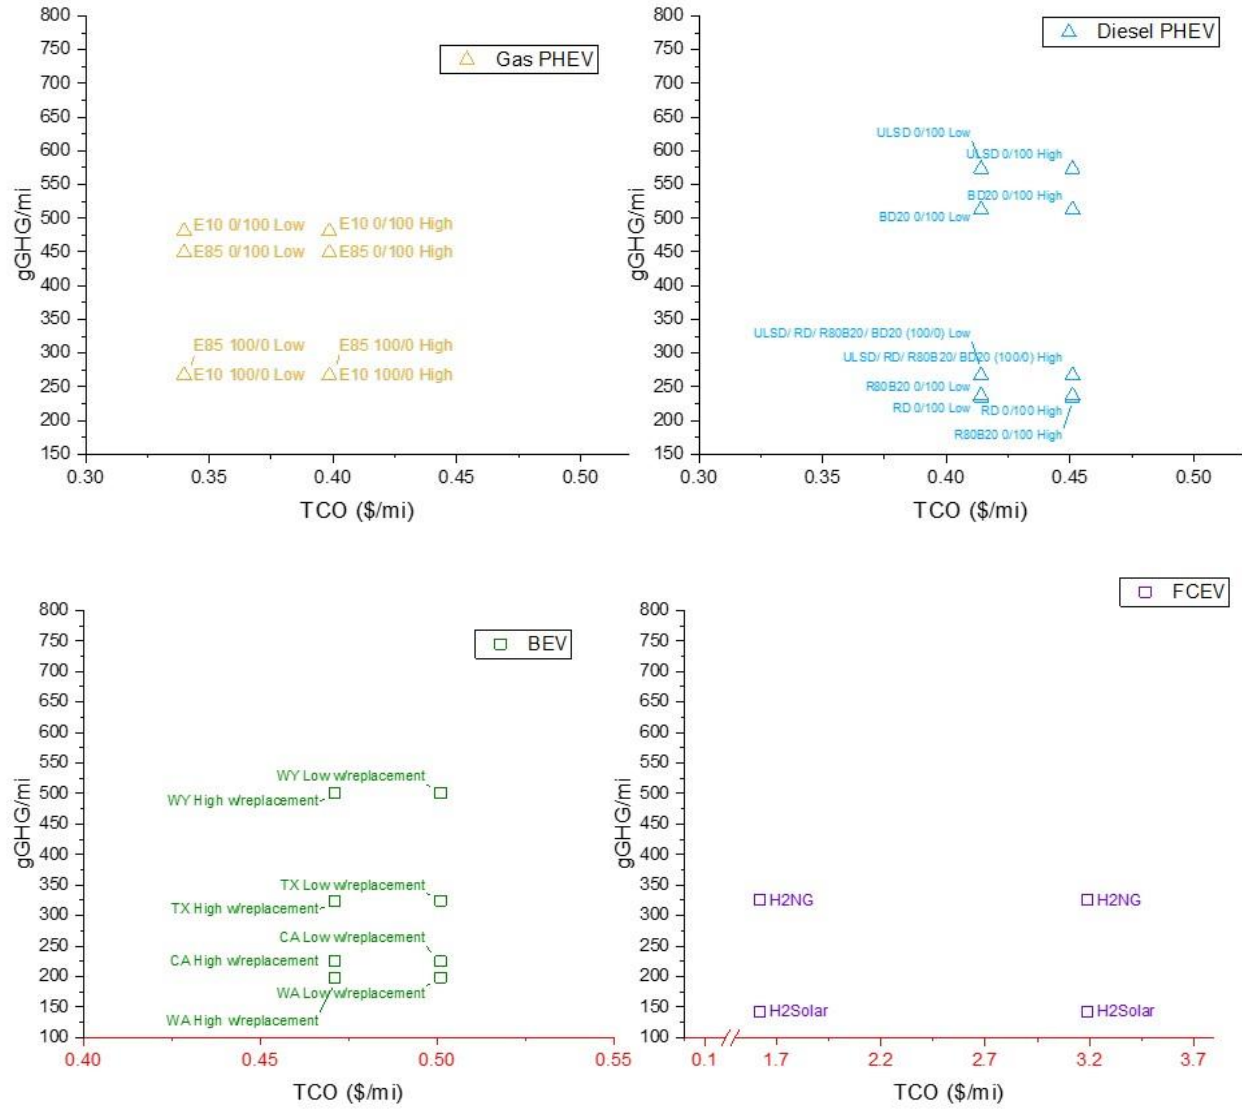 800
750
700
650
600
550
500
450
400
350
300
250
200
150
gGHG/mi
Gas PHEV
E10 0/100 Low
E10 0/100 High
E85 0/100 Low
E85 0/100 High
E85 100/0 Low
E85 100/0 High
E10 100/0 Low
E10 100/0 High
0.30
0.35
0.40
0.45
0.50
TCO ($/mi)
800
750
700
650
600
550
500
450
400
350
300
250
200
150
gGHG/mi
Diesel PHEV
ULSD 0/100 Low
ULSD 0/100 High
BD20 0/100 High
BD20 0/100 Low
ULSD/ RD/ R80B20/ BD20 (100/0) Low
ULSD/ RD/ R80B20/ BD20 (100/0) High
R80B20 0/100 Low
RD 0/100 Low
RD 0/100 High
R80B20 0/100 High
0.30
0.35
0.40
0.45
0.50
TCO ($/mi)
800
750
700
650
600
550
500
450
400
350
300
250
200
150
100
gGHG/mi
BEV
WY Low w/replacement
WY High w/replacement
TX Low w/replacement
TX High w/replacement
CA Low w/replacement
CA High w/replacement
WA Low w/replacement
WA High w/replacement
0.40
0.45
0.50
0.55
TCO ($/mi)
800
750
700
650
600
550
500
450
400
350
300
250
200
150
100
gGHG/mi
FCEV
H2NG
H2NG
H2Solar
H2Solar
0.1
1.7
2.2
2.7
3.2
3.7
TCO ($/mi)